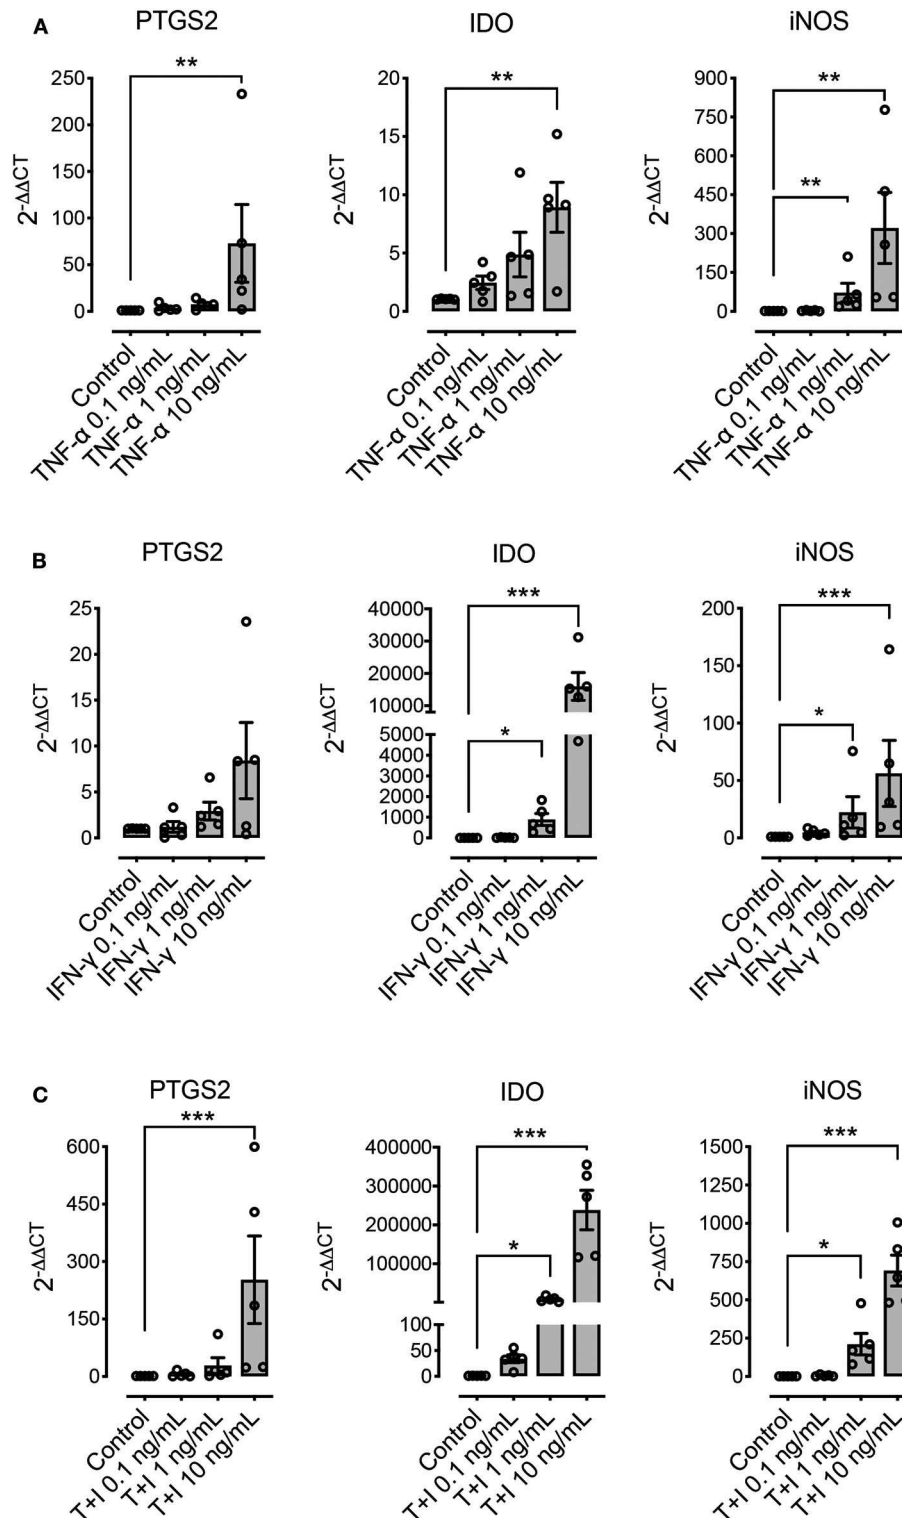 A
PTGS2
IDO
iNOS
2-ΔΔCT
250
200
150
100
50
0
**
Control
TNF-α 0.1 ng/mL
TNF-α 1 ng/mL
TNF-α 10 ng/mL
2-ΔΔCT
20
15
10
5
0
**
Control
TNF-α 0.1 ng/mL
TNF-α 1 ng/mL
TNF-α 10 ng/mL
2-ΔΔCT
900
750
600
450
300
150
0
**
**
Control
TNF-α 0.1 ng/mL
TNF-α 1 ng/mL
TNF-α 10 ng/mL
B
PTGS2
IDO
iNOS
2-ΔΔCT
25
20
15
10
5
0
Control
IFN-γ 0.1 ng/mL
IFN-γ 1 ng/mL
IFN-γ 10 ng/mL
2-ΔΔCT
40000
30000
20000
10000
5000
4000
3000
2000
1000
0
***
*
Control
IFN-γ 0.1 ng/mL
IFN-γ 1 ng/mL
IFN-γ 10 ng/mL
2-ΔΔCT
200
150
100
50
0
***
*
Control
IFN-γ 0.1 ng/mL
IFN-γ 1 ng/mL
IFN-γ 10 ng/mL
C
PTGS2
IDO
iNOS
2-ΔΔCT
600
450
300
150
0
***
Control
T+I 0.1 ng/mL
T+I 1 ng/mL
T+I 10 ng/mL
2-ΔΔCT
400000
300000
200000
100000
100
50
0
***
*
Control
T+I 0.1 ng/mL
T+I 1 ng/mL
T+I 10 ng/mL
2-ΔΔCT
1500
1250
1000
750
500
250
0
***
*
Control
T+I 0.1 ng/mL
T+I 1 ng/mL
T+I 10 ng/mL